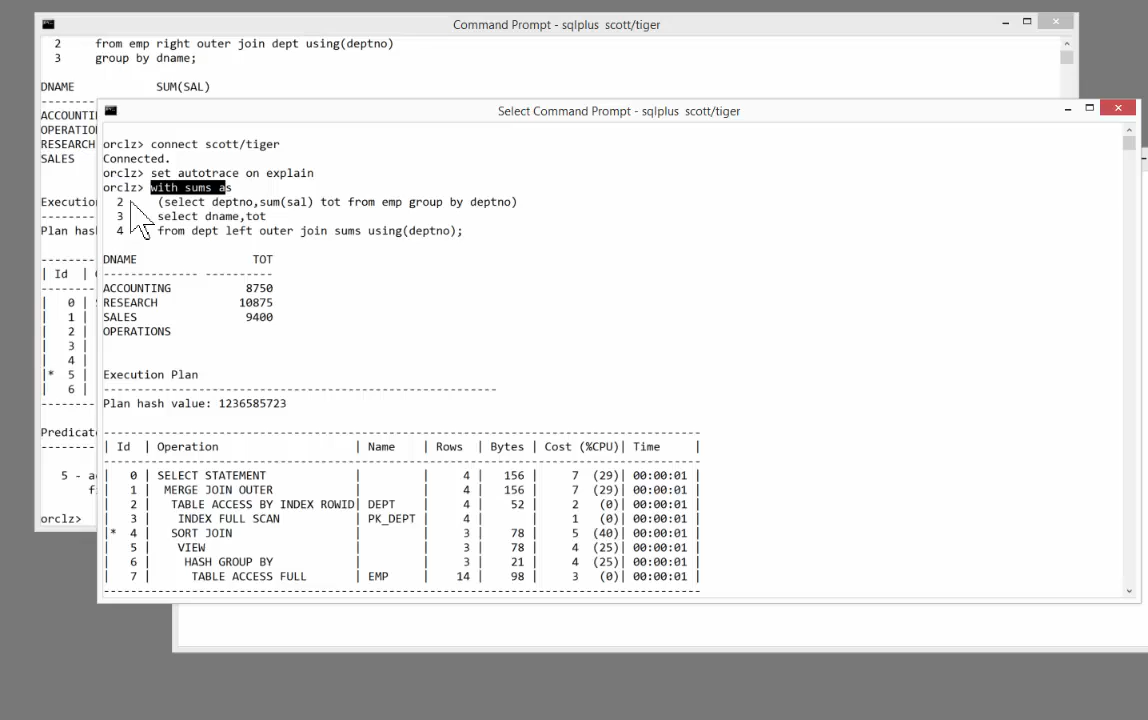 Command Prompt - sqlplus scott/tiger
2 from emp right outer join dept using(deptno)
3 group by dname;
DNAME SUM(SAL)
---------
ACCOUNTI
OPERATION
RESEARCH
SALES
Executio
Plan has
---------
| Id |
---------
| 0 | S
| 1 |
| 2 |
| 3 |
| 4 |
|* 5 |
| 6 |
---------
Predicat
---------
5 - a
orclz>
Select Command Prompt - sqlplus scott/tiger
orclz> connect scott/tiger
Connected.
orclz> set autotrace on explain
orclz> with sums as
2 (select deptno,sum(sal) tot from emp group by deptno)
3 select dname,tot
4 from dept left outer join sums using(deptno);
DNAME TOT
-------------- ----------
ACCOUNTING 8750
RESEARCH 10875
SALES 9400
OPERATIONS
Execution Plan
----------------------------------------------------------
Plan hash value: 1236585723
----------------------------------------------------------------------------------------
| Id | Operation | Name | Rows | Bytes | Cost (%CPU)| Time |
----------------------------------------------------------------------------------------
| 0 | SELECT STATEMENT | | 4 | 156 | 7 (29)| 00:00:01 |
| 1 | MERGE JOIN OUTER | | 4 | 156 | 7 (29)| 00:00:01 |
| 2 | TABLE ACCESS BY INDEX ROWID| DEPT | 4 | 52 | 2 (0)| 00:00:01 |
| 3 | INDEX FULL SCAN | PK_DEPT | 4 | | 1 (0)| 00:00:01 |
|* 4 | SORT JOIN | | 3 | 78 | 5 (40)| 00:00:01 |
| 5 | VIEW | | 3 | 78 | 4 (25)| 00:00:01 |
| 6 | HASH GROUP BY | | 3 | 21 | 4 (25)| 00:00:01 |
| 7 | TABLE ACCESS FULL | EMP | 14 | 98 | 3 (0)| 00:00:01 |
----------------------------------------------------------------------------------------